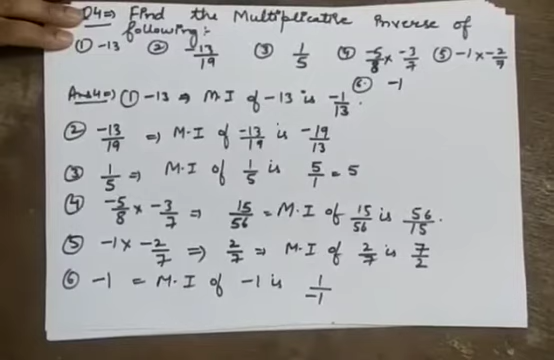 Q4⇒ Find the Multiplicative Inverse of
following:-
① -13 ② -13/19 ③ 1/5 ④ -5/8 × -3/7 ⑤ -1 × -2/7
⑥ -1
Ans4⇒) ① -13 ⇒ M.I of -13 is -1/13.
② -13/19 ⇒ M.I of -13/19 is -19/13
③ 1/5 ⇒ M.I of 1/5 is 5/1 = 5
④ -5/8 × -3/7 ⇒ 15/56 = M.I of 15/56 is 56/15.
⑤ -1 × -2/7 ⇒ 2/7 ⇒ M.I of 2/7 is 7/2
⑥ -1 = M.I of -1 is 1/-1